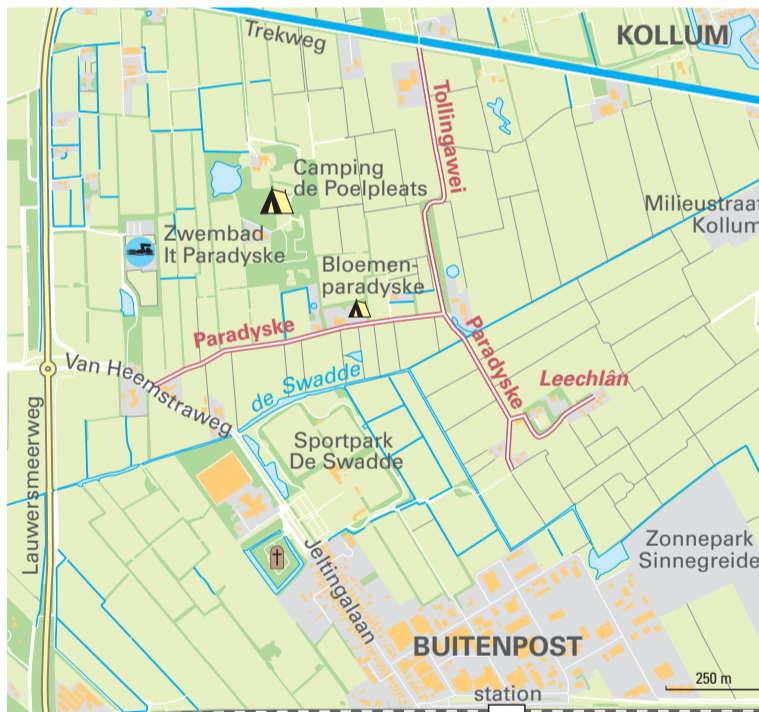 KOLLUM
Trekweg
Tollingawei
Camping
de Poelpleats
Milieustraat
Kollum
Zwembad
It Paradyske
Bloemen-
paradyske
Paradyske
Paradyske
Van Heemstraweg
de Swadde
Leechlân
Sportpark
De Swadde
Lauwersmeerweg
Jeltingalaan
Zonnepark
Sinnegreide
BUITENPOST
250 m
station